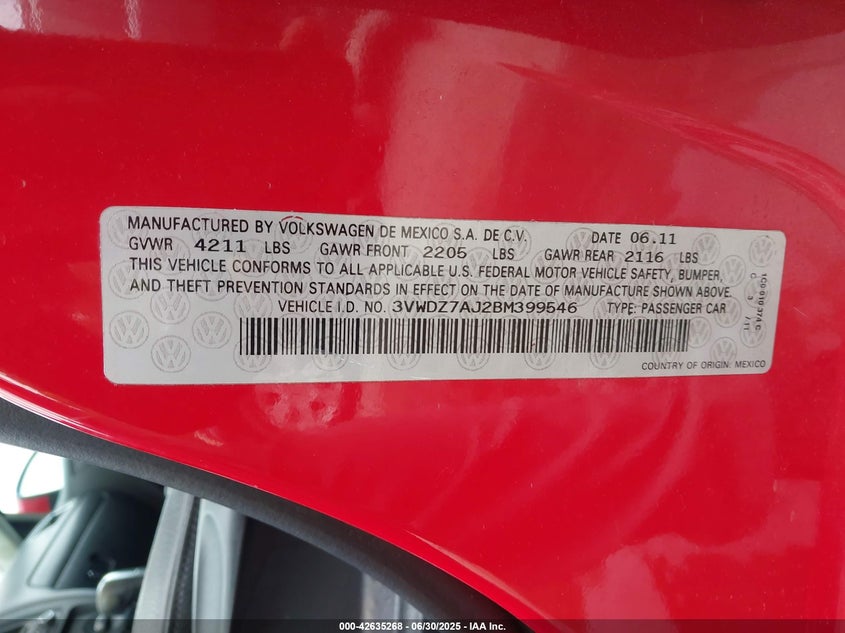 MANUFACTURED BY VOLKSWAGEN DE MEXICO S.A. DE C.V. DATE 06.11
GVWR 4211 LBS GAWR FRONT 2205 LBS GAWR REAR 2116 LBS
THIS VEHICLE CONFORMS TO ALL APPLICABLE U.S. FEDERAL MOTOR VEHICLE SAFETY, BUMPER,
AND THEFT PREVENTION STANDARDS IN EFFECT ON THE DATE OF MANUFACTURE SHOWN ABOVE.
VEHICLE I.D. NO. 3VWDZ7AJ2BM399546 TYPE: PASSENGER CAR
COUNTRY OF ORIGIN: MEXICO
1C0 010 374 C
000-42635268 - 06/30/2025 - IAA Inc.